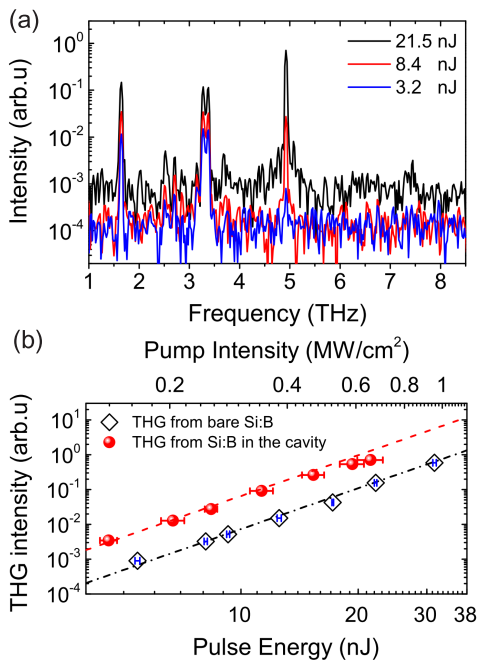 (a)
21.5 nJ
8.4 nJ
3.2 nJ
Intensity (arb.u)
10⁰
10⁻¹
10⁻²
10⁻³
10⁻⁴
1 2 3 4 5 6 7 8
Frequency (THz)
(b)
Pump Intensity (MW/cm²)
0.2 0.4 0.6 0.8 1
THG from bare Si:B
THG from Si:B in the cavity
THG intensity (arb.u)
10¹
10⁰
10⁻¹
10⁻²
10⁻³
10⁻⁴
10 20 30 38
Pulse Energy (nJ)